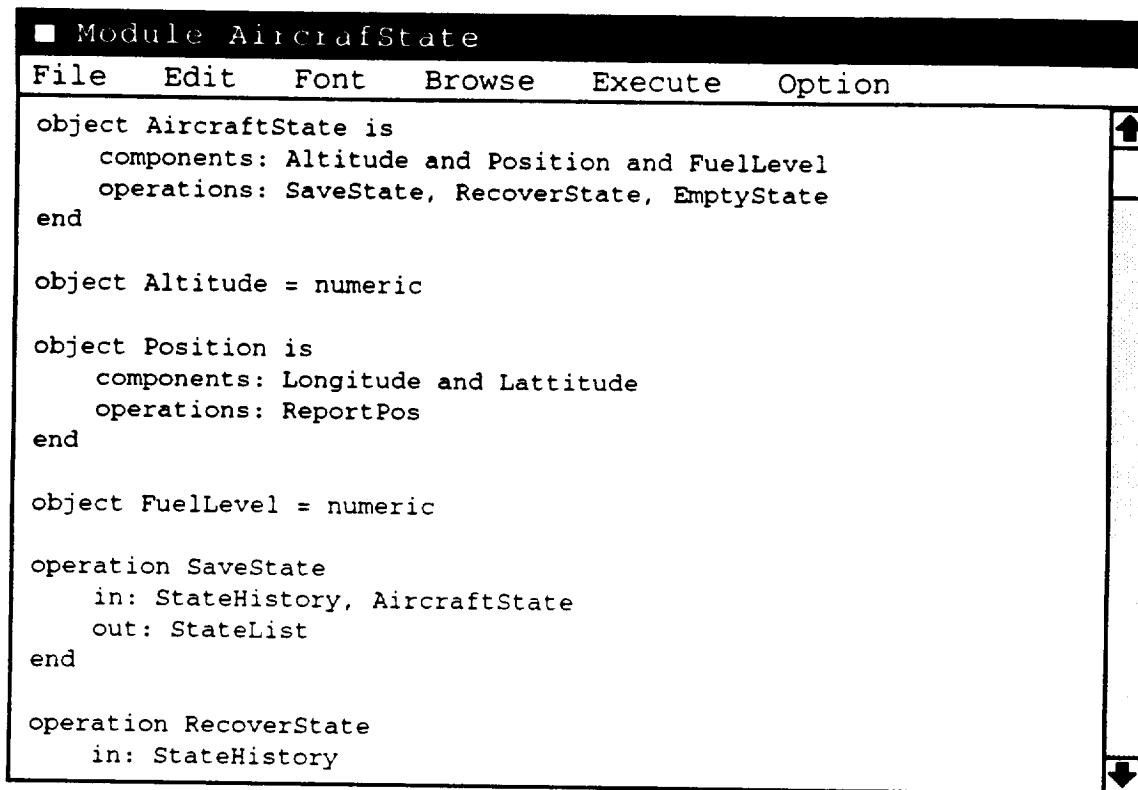 Module AircrafState
File Edit Font Browse Execute Option
object AircraftState is
components: Altitude and Position and FuelLevel
operations: SaveState, RecoverState, EmptyState
end
object Altitude = numeric
object Position is
components: Longitude and Lattitude
operations: ReportPos
end
object FuelLevel = numeric
operation SaveState
in: StateHistory, AircraftState
out: StateList
end
operation RecoverState
in: StateHistory